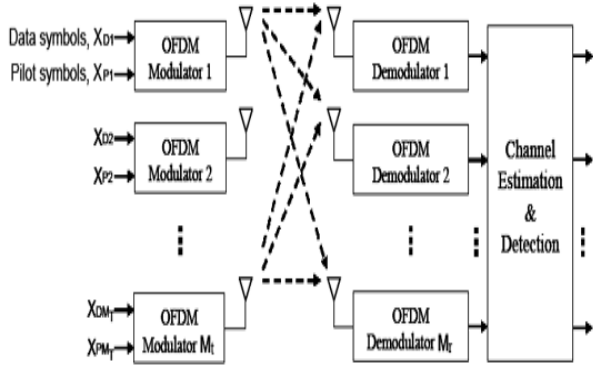 Data symbols, XD1
Pilot symbols, XP1
OFDM
Modulator 1
OFDM
Demodulator 1
XD2
XP2
OFDM
Modulator 2
OFDM
Demodulator 2
Channel
Estimation
&
Detection
XDMT
XPMT
OFDM
Modulator Mt
OFDM
Demodulator Mr